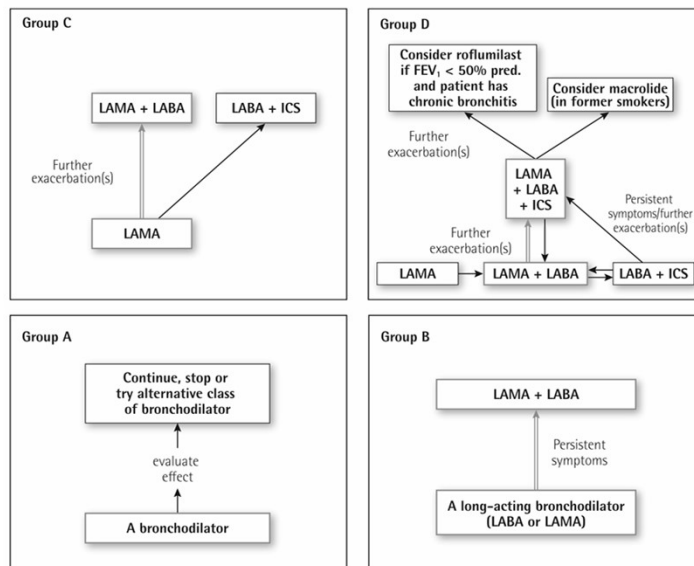 Group C
LAMA + LABA
LABA + ICS
Further
exacerbation(s)
LAMA
Group D
Consider roflumilast
if FEV₁ < 50% pred.
and patient has
chronic bronchitis
Consider macrolide
(in former smokers)
Further
exacerbation(s)
LAMA
+ LABA
+ ICS
Persistent
symptoms/further
exacerbation(s)
Further
exacerbation(s)
LAMA
LAMA + LABA
LABA + ICS
Group A
Continue, stop or
try alternative class
of bronchodilator
evaluate
effect
A bronchodilator
Group B
LAMA + LABA
Persistent
symptoms
A long-acting bronchodilator
(LABA or LAMA)